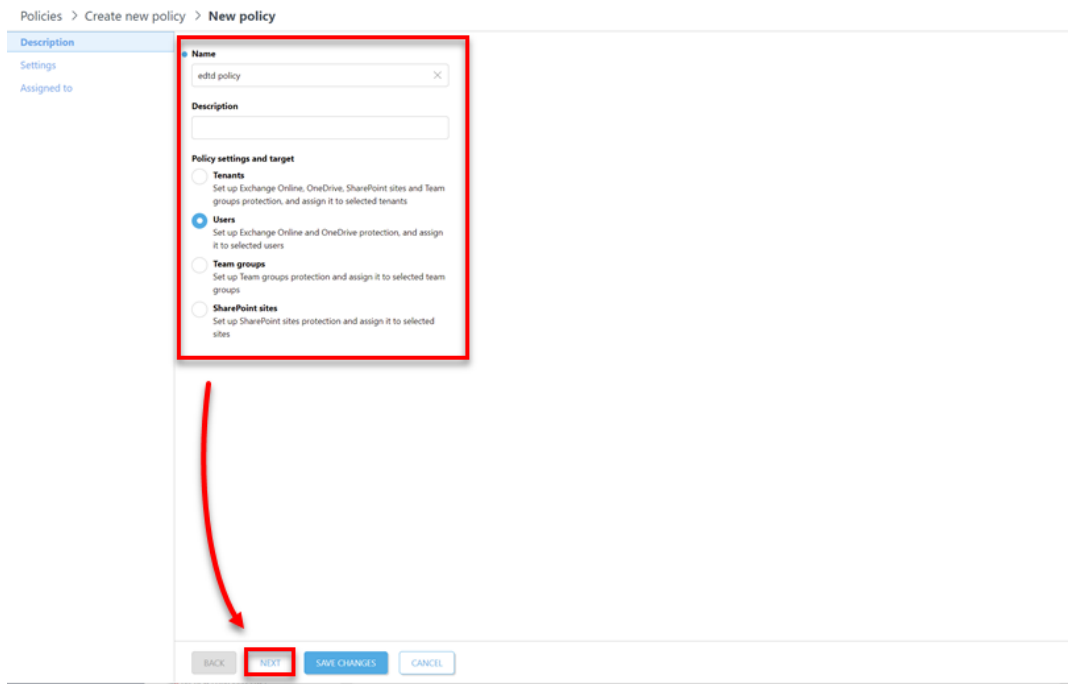 Policies > Create new policy > New policy
Description
Settings
Assigned to
Name
edtd policy
Description
Policy settings and target
Tenants
Set up Exchange Online, OneDrive, SharePoint sites and Team
groups protection, and assign it to selected tenants
Users
Set up Exchange Online and OneDrive protection, and assign
it to selected users
Team groups
Set up Team groups protection and assign it to selected team
groups
SharePoint sites
Set up SharePoint sites protection and assign it to selected
sites
BACK NEXT SAVE CHANGES CANCEL